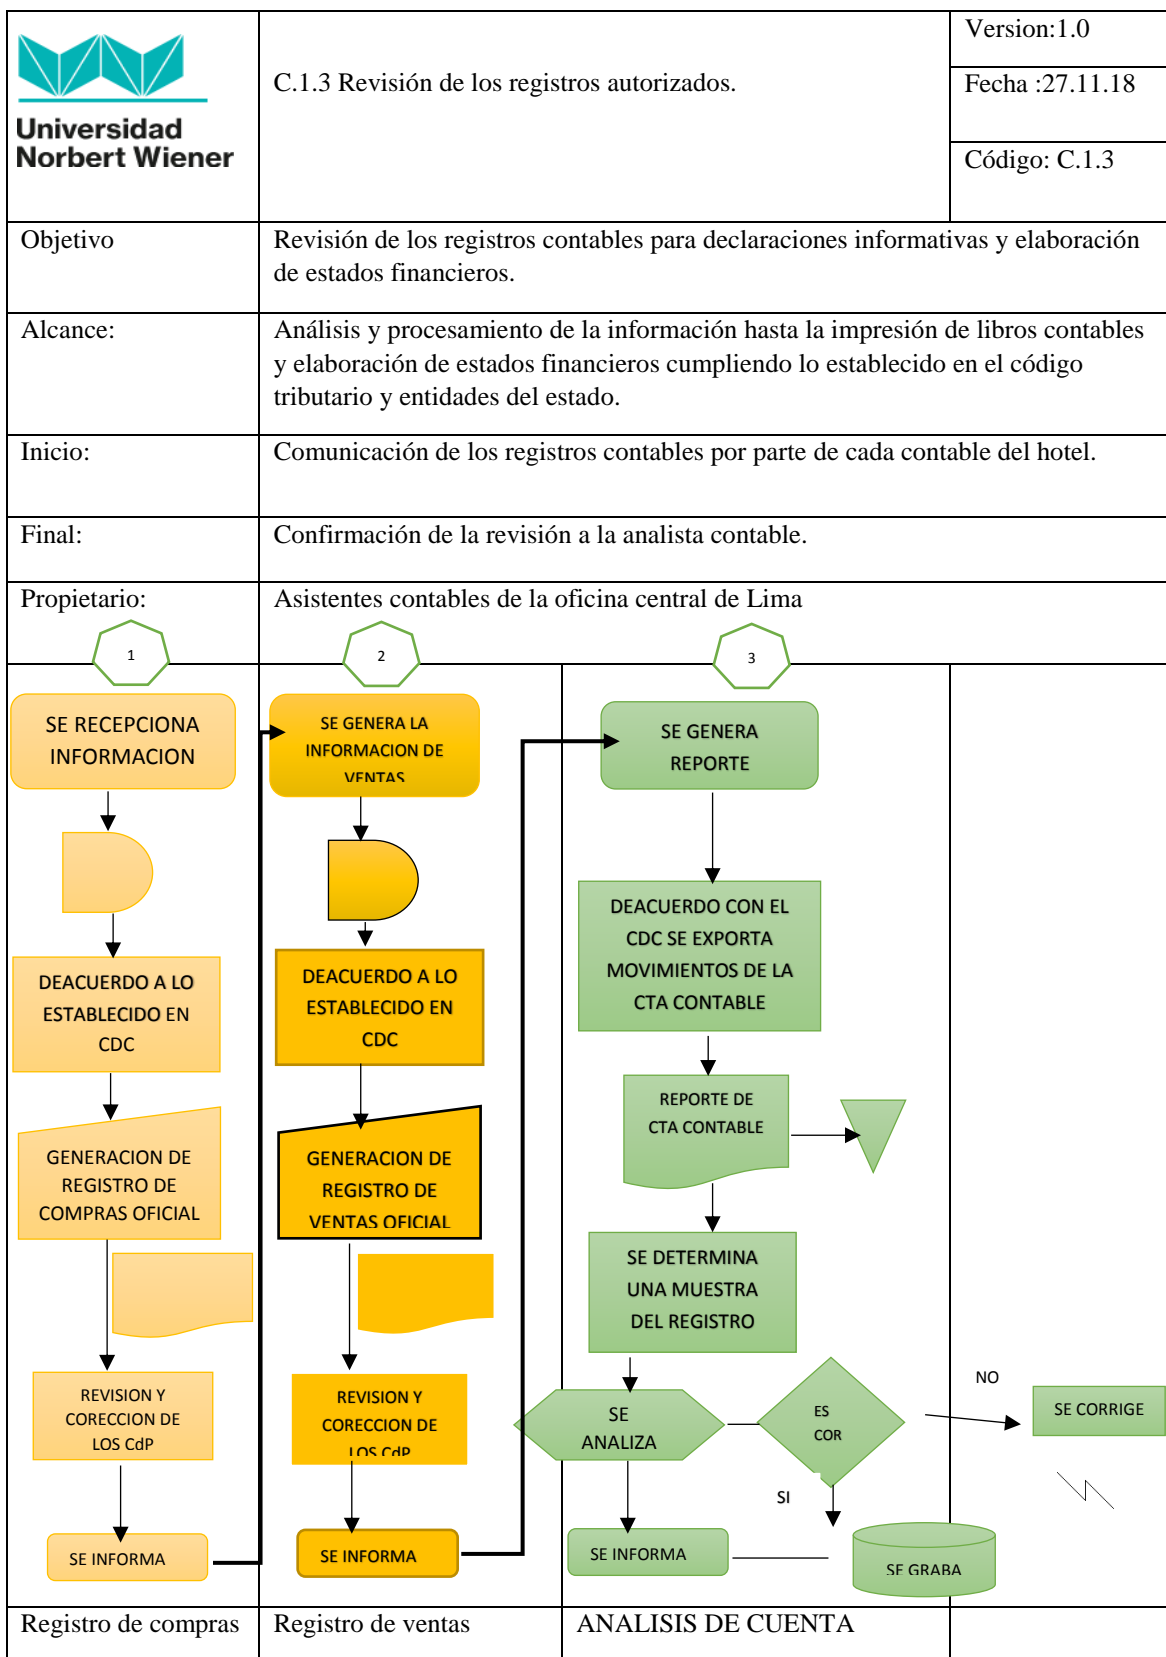 Universidad
Norbert Wiener
C.1.3 Revisión de los registros autorizados.
Version:1.0
Fecha :27.11.18
Código: C.1.3
Objetivo
Revisión de los registros contables para declaraciones informativas y elaboración
de estados financieros.
Alcance:
Análisis y procesamiento de la información hasta la impresión de libros contables
y elaboración de estados financieros cumpliendo lo establecido en el código
tributario y entidades del estado.
Inicio:
Comunicación de los registros contables por parte de cada contable del hotel.
Final:
Confirmación de la revisión a la analista contable.
Propietario:
Asistentes contables de la oficina central de Lima
1
SE RECEPCIONA
INFORMACION
DEACUERDO A LO
ESTABLECIDO EN
CDC
GENERACION DE
REGISTRO DE
COMPRAS OFICIAL
REVISION Y
CORECCION DE
LOS CdP
SE INFORMA
Registro de compras
2
SE GENERA LA
INFORMACION DE
VENTAS
DEACUERDO A LO
ESTABLECIDO EN
CDC
GENERACION DE
REGISTRO DE
VENTAS OFICIAL
REVISION Y
CORECCION DE
LOS CdP
SE INFORMA
Registro de ventas
3
SE GENERA
REPORTE
DEACUERDO CON EL
CDC SE EXPORTA
MOVIMIENTOS DE LA
CTA CONTABLE
REPORTE DE
CTA CONTABLE
SE DETERMINA
UNA MUESTRA
DEL REGISTRO
SE
ANALIZA
ES
COR
NO
SE CORRIGE
SI
SE INFORMA
SE GRABA
ANALISIS DE CUENTA